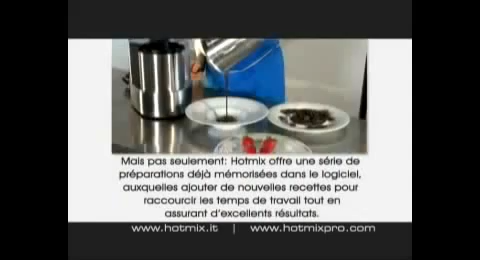 Mais pas seulement: Hotmix offre une série de
préparations déjà mémorisées dans le logiciel,
auxquelles ajouter de nouvelles recettes pour
raccourcir les temps de travail tout en
assurant d'excellents résultats.
www.hotmix.it | www.hotmixpro.com